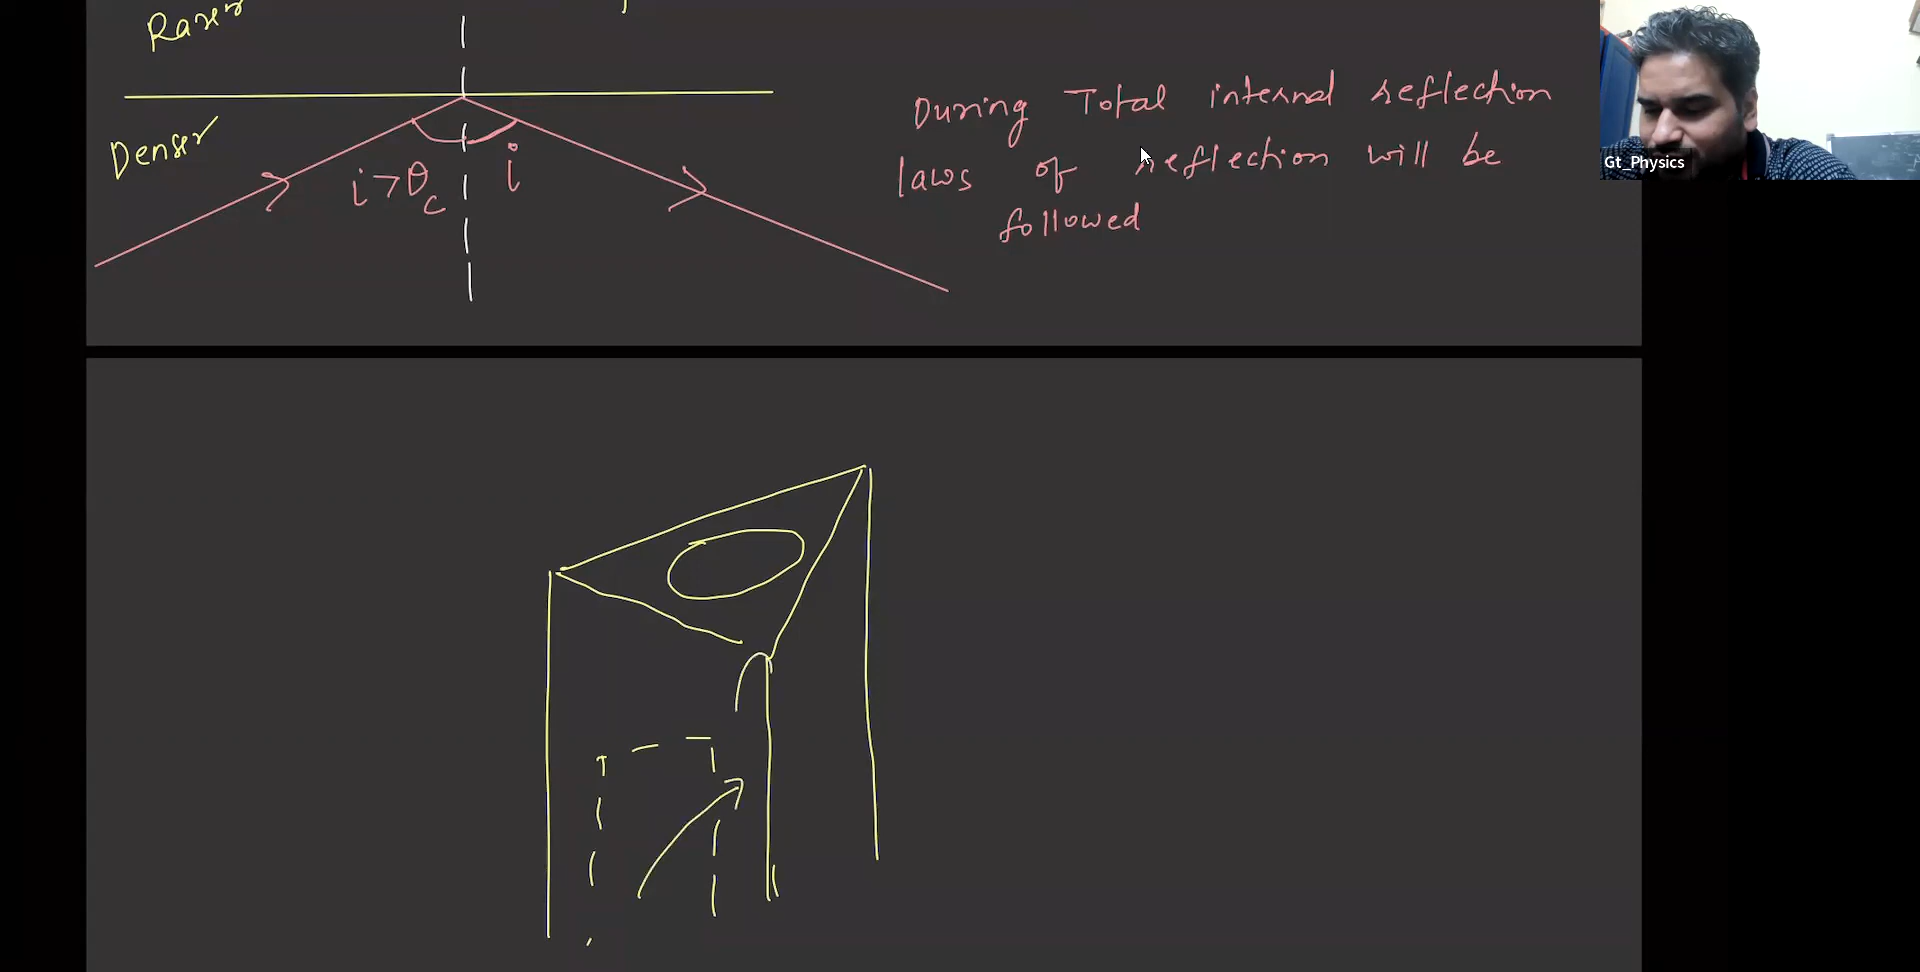 Rarer
Denser
i > θc
i
During Total internal reflection
laws of reflection will be
followed
Gt_Physics